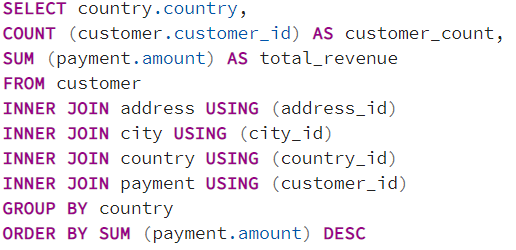 SELECT country.country,
COUNT (customer.customer_id) AS customer_count,
SUM (payment.amount) AS total_revenue
FROM customer
INNER JOIN address USING (address_id)
INNER JOIN city USING (city_id)
INNER JOIN country USING (country_id)
INNER JOIN payment USING (customer_id)
GROUP BY country
ORDER BY SUM (payment.amount) DESC